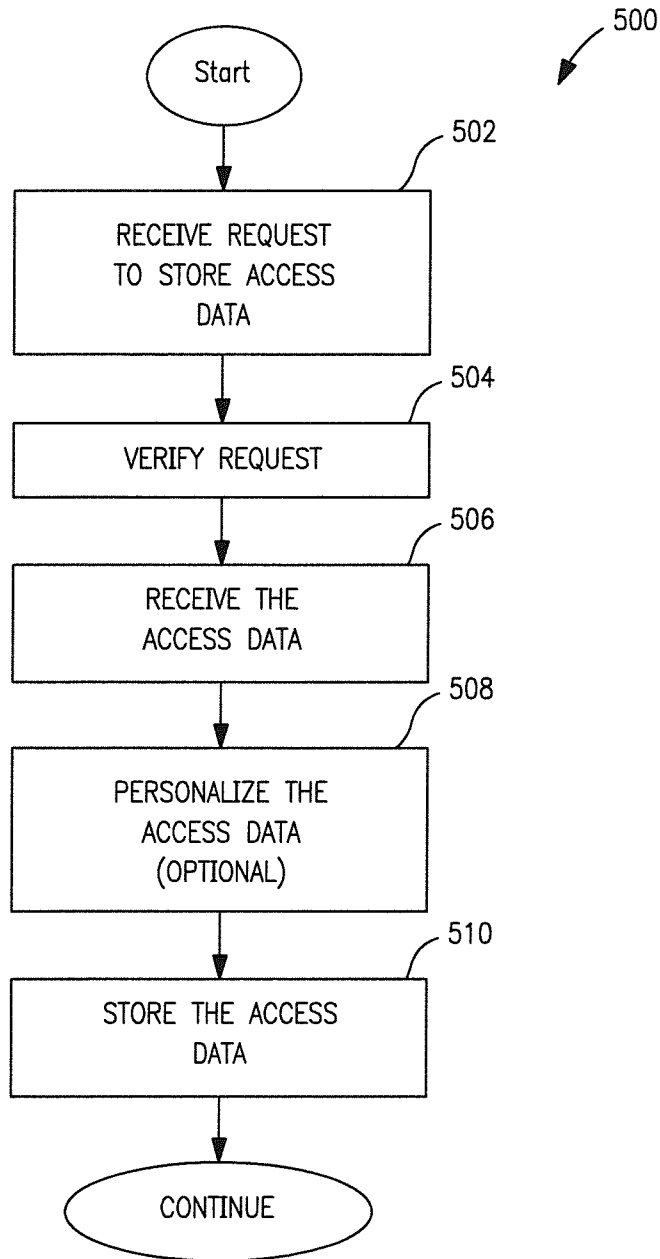 500
Start
502
RECEIVE REQUEST
TO STORE ACCESS
DATA
504
VERIFY REQUEST
506
RECEIVE THE
ACCESS DATA
508
PERSONALIZE THE
ACCESS DATA
(OPTIONAL)
510
STORE THE ACCESS
DATA
CONTINUE